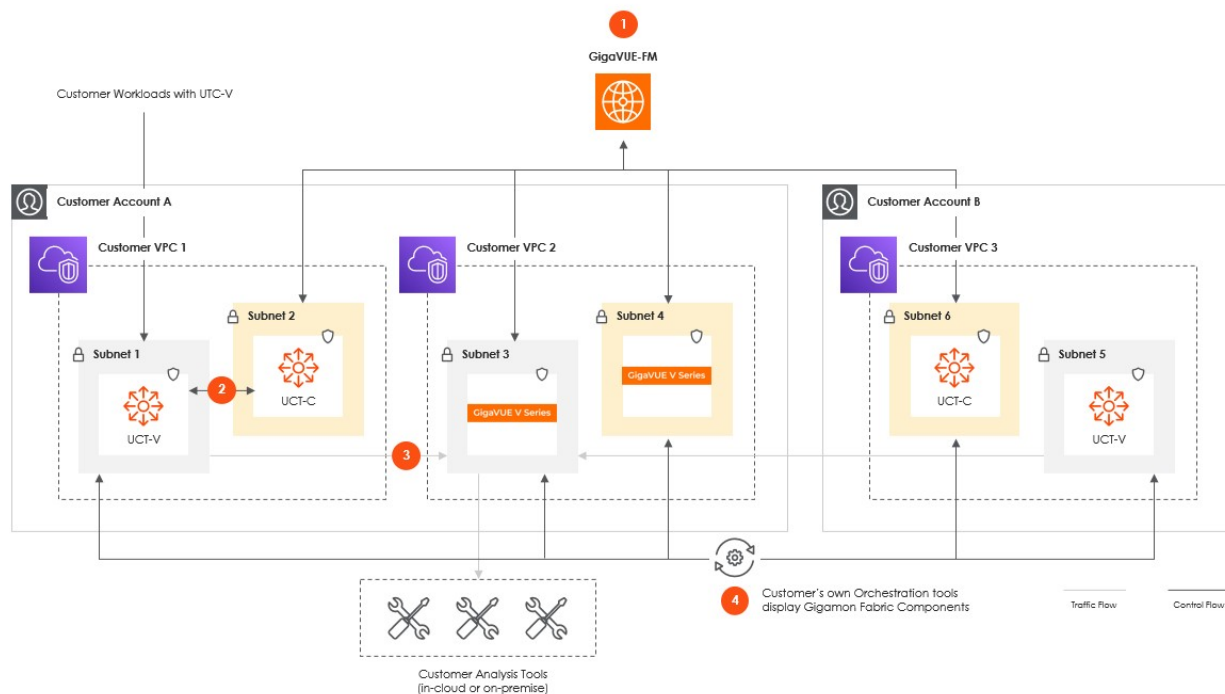 1
GigaVUE-FM
Customer Workloads with UTC-V
Customer Account A
Customer Account B
Customer VPC 1
Customer VPC 2
Customer VPC 3
Subnet 2
UCT-C
Subnet 4
GigaVUE V Series
Subnet 6
UCT-C
Subnet 1
UCT-V
2
Subnet 3
GigaVUE V Series
Subnet 5
UCT-V
3
4
Customer's own Orchestration tools
display Gigamon Fabric Components
Traffic Flow
Control Flow
Customer Analysis Tools
(in-cloud or on-premise)